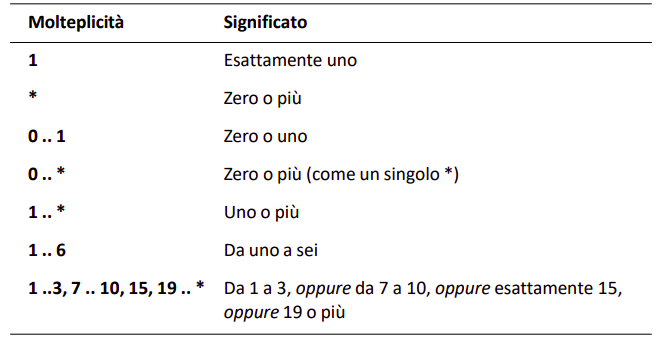 Molteplicità Significato
1 Esattamente uno
* Zero o più
0 .. 1 Zero o uno
0 .. * Zero o più (come un singolo *)
1 .. * Uno o più
1 .. 6 Da uno a sei
1 ..3, 7 .. 10, 15, 19 .. * Da 1 a 3, oppure da 7 a 10, oppure esattamente 15,
oppure 19 o più